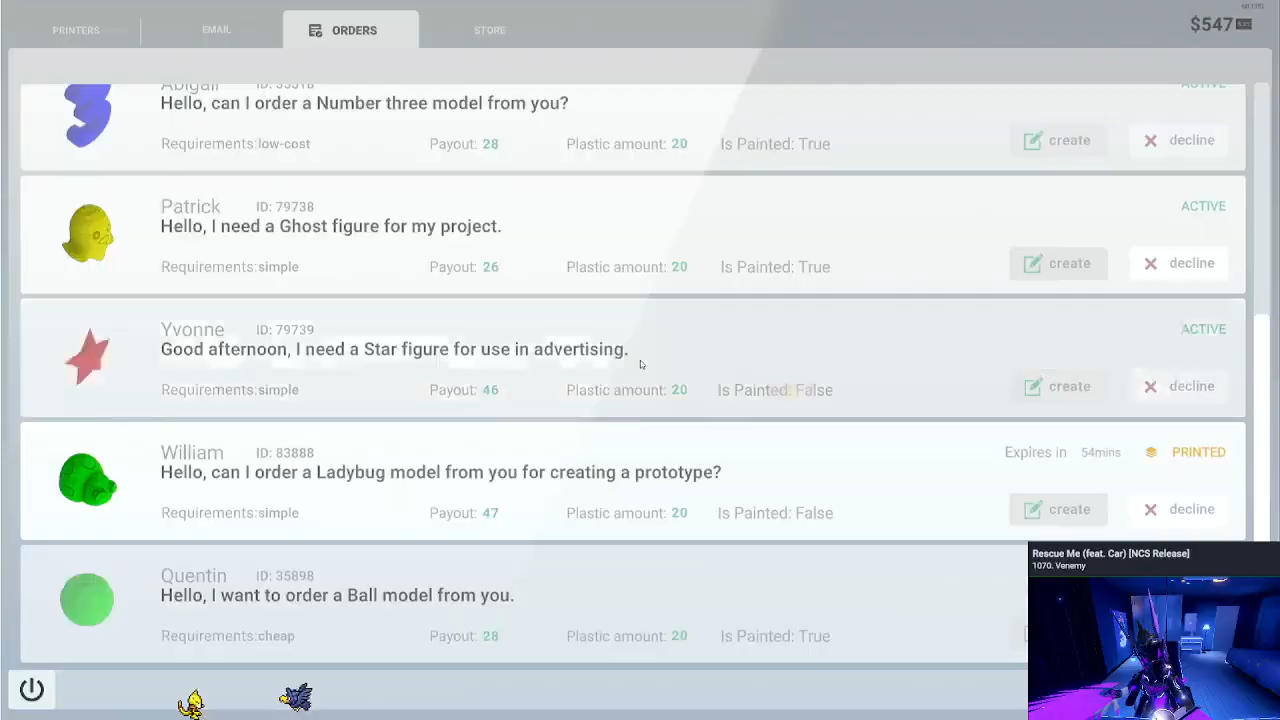 PRINTERS EMAIL ORDERS STORE $547
Abigail ID: 35518 ACTIVE
Hello, can I order a Number three model from you?
Requirements:low-cost Payout: 28 Plastic amount: 20 Is Painted: True create decline
Patrick ID: 79738 ACTIVE
Hello, I need a Ghost figure for my project.
Requirements:simple Payout: 26 Plastic amount: 20 Is Painted: True create decline
Yvonne ID: 79739 ACTIVE
Good afternoon, I need a Star figure for use in advertising.
Requirements:simple Payout: 46 Plastic amount: 20 Is Painted: False create decline
William ID: 83888 Expires in 54mins PRINTED
Hello, can I order a Ladybug model from you for creating a prototype?
Requirements:simple Payout: 47 Plastic amount: 20 Is Painted: False create decline
Quentin ID: 35898
Hello, I want to order a Ball model from you.
Requirements:cheap Payout: 28 Plastic amount: 20 Is Painted: True
Rescue Me (feat. Car) [NCS Release]
1070. Venemy